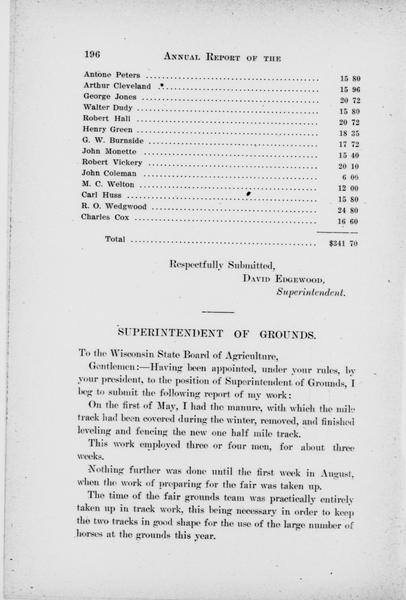 196 ANNUAL REPORT OF THE
Antone Peters ........................................ 15 80
Arthur Cleveland ........................................ 15 96
George Jones ........................................ 20 72
Walter Dudy ........................................ 15 80
Robert Hall ........................................ 20 72
Henry Green ........................................ 18 35
G. W. Burnside ........................................ 17 72
John Monette ........................................ 15 40
Robert Vickery ........................................ 20 10
John Coleman ........................................ 6 00
M. C. Welton ........................................ 12 00
Carl Huss ........................................ 15 80
R. O. Wedgwood ........................................ 24 80
Charles Cox ........................................ 16 60
Total ........................................ $341 70
Respectfully Submitted,
DAVID EDGEWOOD,
Superintendent.
SUPERINTENDENT OF GROUNDS.
To the Wisconsin State Board of Agriculture,
Gentlemen:—Having been appointed, under your rules, by
your president, to the position of Superintendent of Grounds, I
beg to submit the following report of my work:
On the first of May, I had the manure, with which the mile
track had been covered during the winter, removed, and finished
leveling and fencing the new one half mile track.
This work employed three or four men, for about three
weeks.
Nothing further was done until the first week in August,
when the work of preparing for the fair was taken up.
The time of the fair grounds team was practically entirely
taken up in track work, this being necessary in order to keep
the two tracks in good shape for the use of the large number of
horses at the grounds this year.